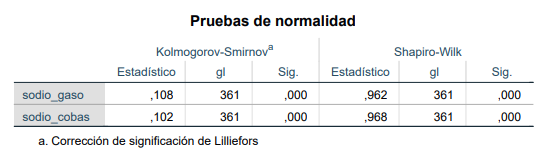 Pruebas de normalidad
Kolmogorov-Smirnovᵃ Shapiro-Wilk
Estadístico gl Sig. Estadístico gl Sig.
sodio_gaso ,108 361 ,000 ,962 361 ,000
sodio_cobas ,102 361 ,000 ,968 361 ,000
a. Corrección de significación de Lilliefors